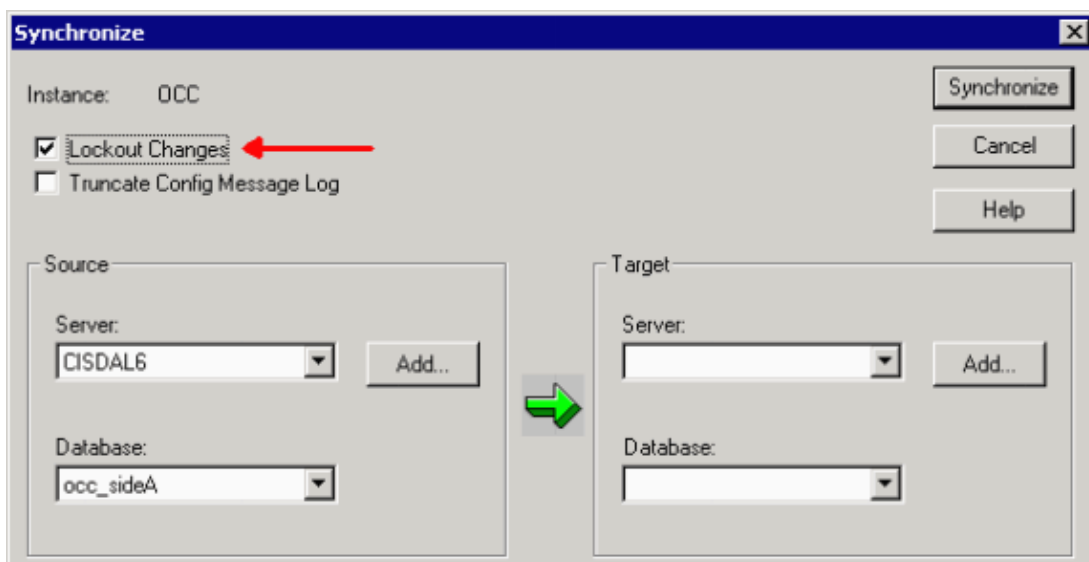 Synchronize
Instance: OCC
Synchronize
Lockout Changes
Cancel
Truncate Config Message Log
Help
Source
Server:
CISDAL6
Add...
Database:
occ_sideA
Target
Server:
Add...
Database: